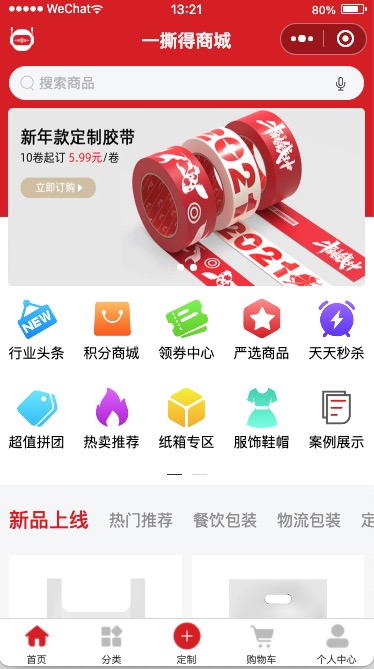 WeChat
13:21
80%
一撕得商城
搜索商品
新年款定制胶带
10卷起订 5.99元/卷
立即订购
2021
2021
NEW
行业头条
积分商城
领券中心
严选商品
天天秒杀
超值拼团
热卖推荐
纸箱专区
服饰鞋帽
案例展示
新品上线
热门推荐
餐饮包装
物流包装
定
首页
分类
定制
购物车
个人中心